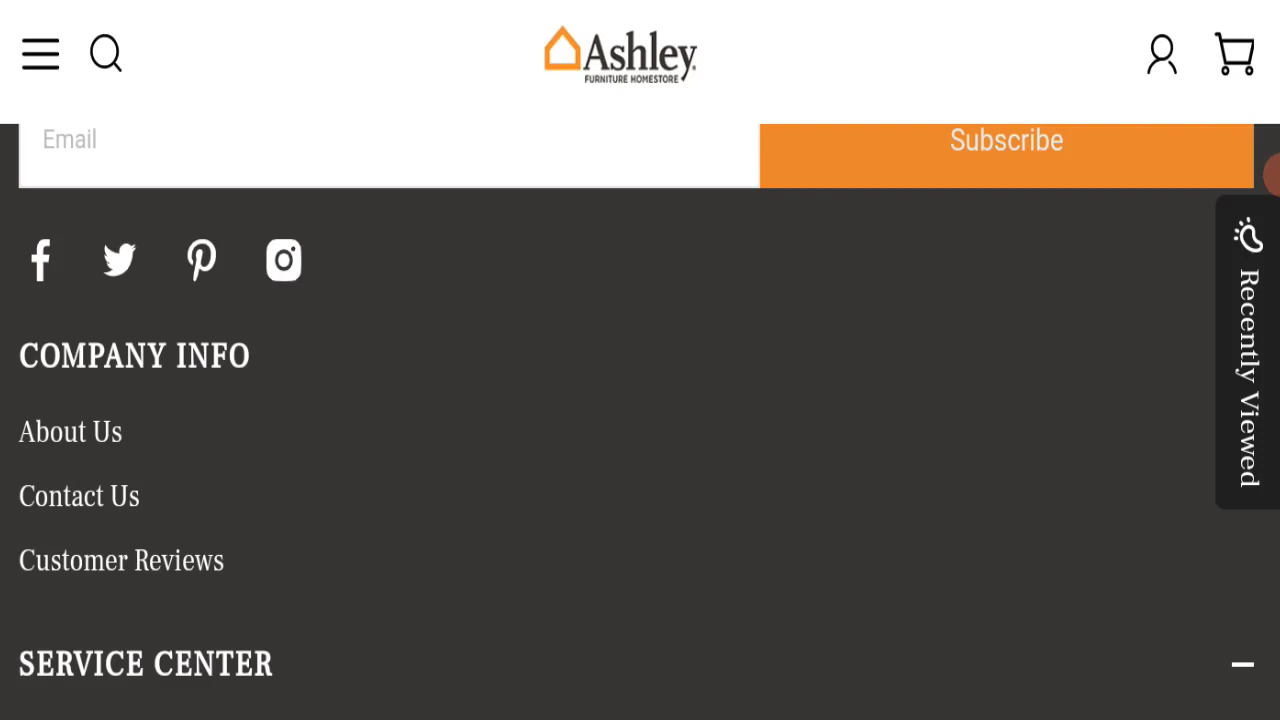 Ashley
FURNITURE HOMESTORE
Email
Subscribe
Recently Viewed
COMPANY INFO
About Us
Contact Us
Customer Reviews
SERVICE CENTER